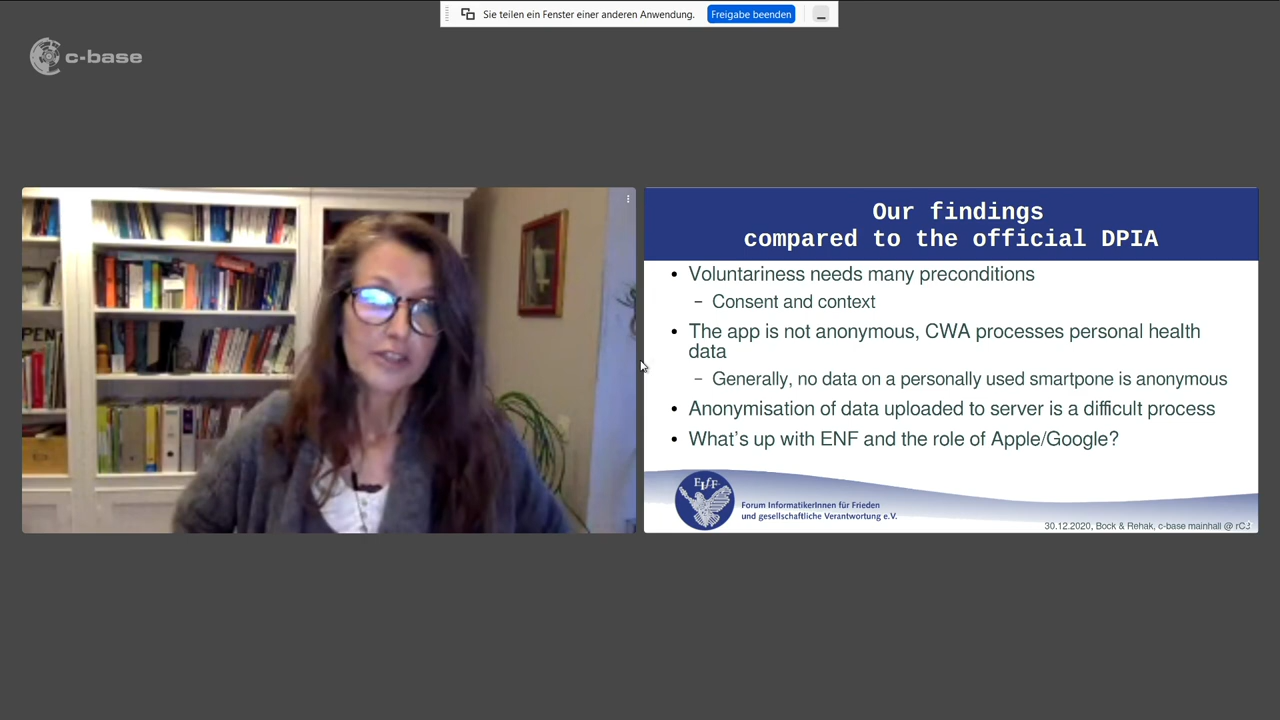 Sie teilen ein Fenster einer anderen Anwendung. Freigabe beenden
c-base
PEN
Our findings
compared to the official DPIA
• Voluntariness needs many preconditions
– Consent and context
• The app is not anonymous, CWA processes personal health
data
– Generally, no data on a personally used smartpone is anonymous
• Anonymisation of data uploaded to server is a difficult process
• What's up with ENF and the role of Apple/Google?
FIfF
Forum InformatikerInnen für Frieden
und gesellschaftliche Verantwortung e.V.
30.12.2020, Bock & Rehak, c-base mainhall @ rC3